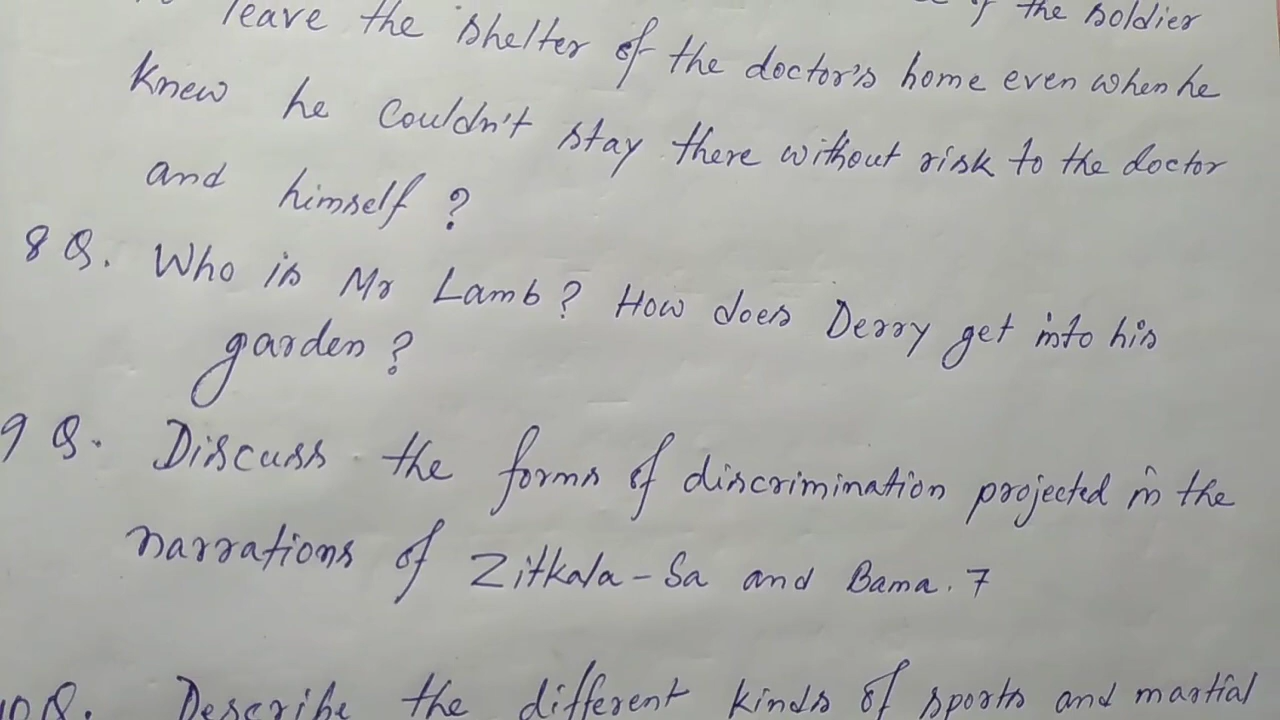 leave the shelter of the doctor's home even when he
of the soldier
knew he couldn't stay there without risk to the doctor
and himself ?
8 Q. Who is Mr Lamb ? How does Derry get into his
garden ?
9 Q. Discuss the forms of discrimination projected in the
narrations of Zitkala-Sa and Bama. 7
10 Q. Describe the different kinds of sports and martial